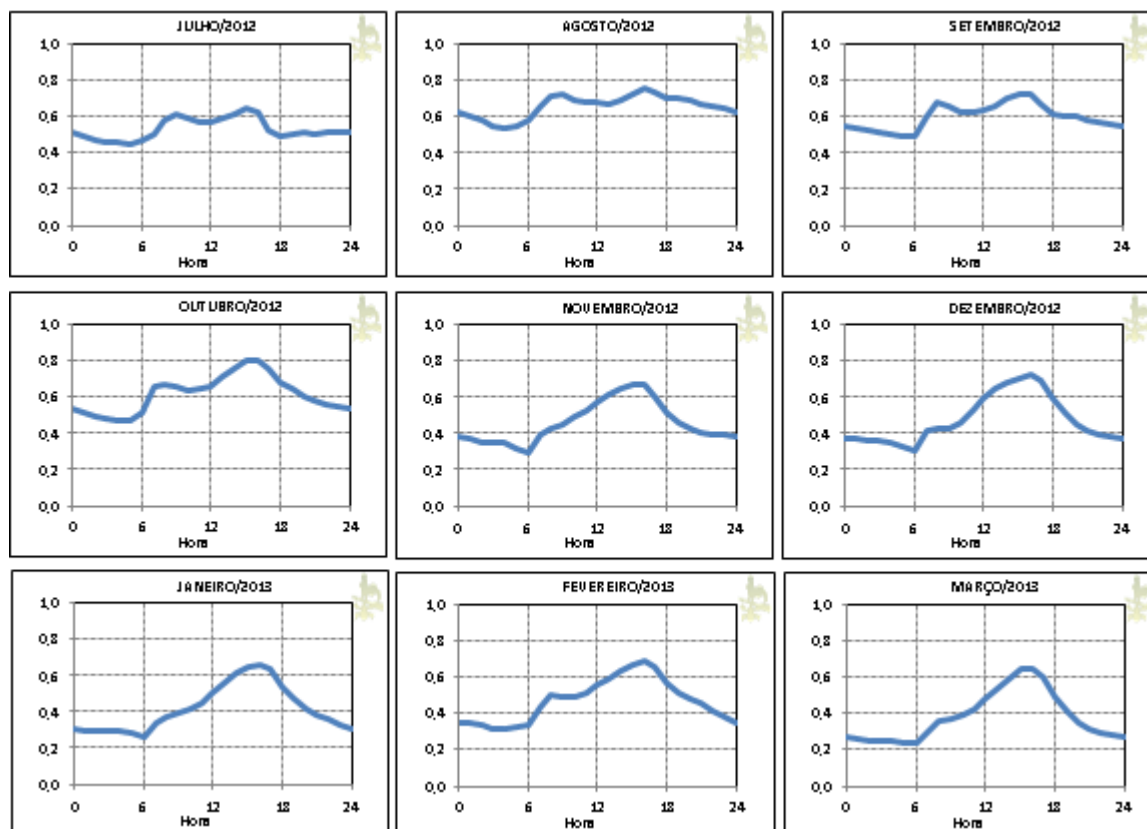 JULHO/2012
1,0
0,8
0,6
0,4
0,2
0,0
0 6 12 18 24
Hora
AGOSTO/2012
1,0
0,8
0,6
0,4
0,2
0,0
0 6 12 18 24
Hora
SETEMBRO/2012
1,0
0,8
0,6
0,4
0,2
0,0
0 6 12 18 24
Hora
OUTUBRO/2012
1,0
0,8
0,6
0,4
0,2
0,0
0 6 12 18 24
Hora
NOVEMBRO/2012
1,0
0,8
0,6
0,4
0,2
0,0
0 6 12 18 24
Hora
DEZEMBRO/2012
1,0
0,8
0,6
0,4
0,2
0,0
0 6 12 18 24
Hora
JANEIRO/2013
1,0
0,8
0,6
0,4
0,2
0,0
0 6 12 18 24
Hora
FEVEREIRO/2013
1,0
0,8
0,6
0,4
0,2
0,0
0 6 12 18 24
Hora
MARÇO/2013
1,0
0,8
0,6
0,4
0,2
0,0
0 6 12 18 24
Hora